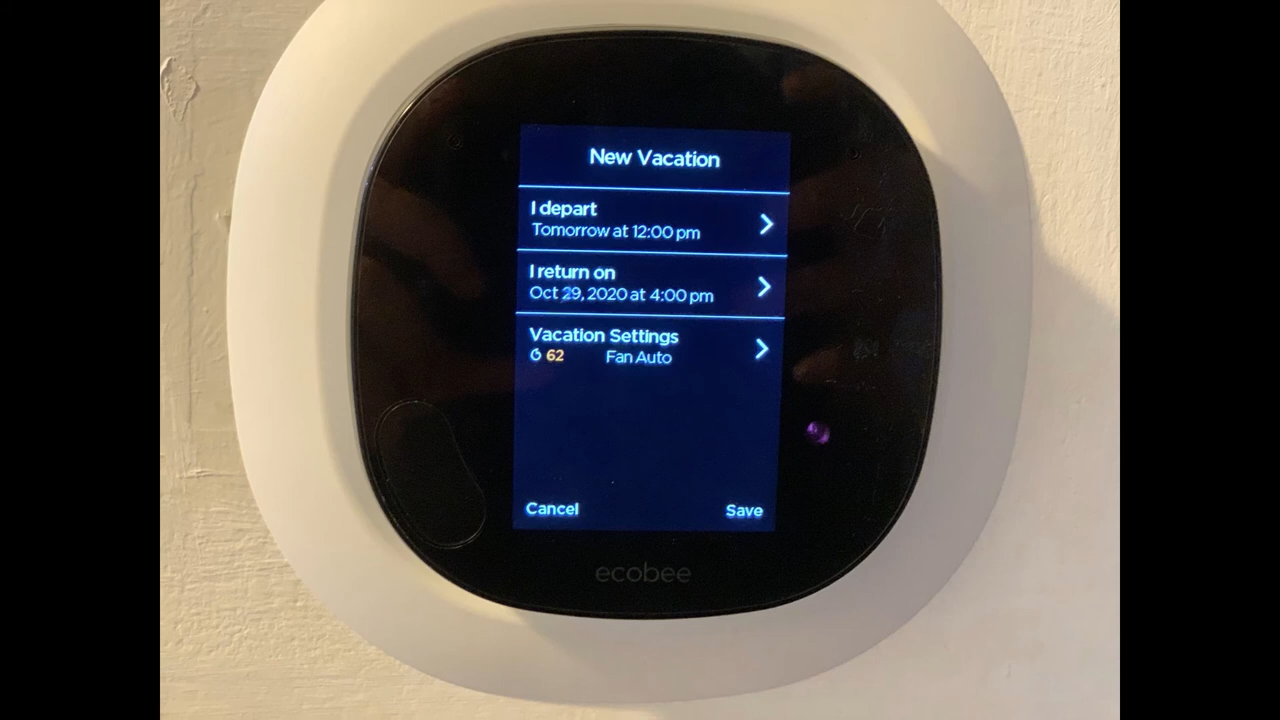 New Vacation
I depart
Tomorrow at 12:00 pm
I return on
Oct 29, 2020 at 4:00 pm
Vacation Settings
62 Fan Auto
Cancel Save
ecobee